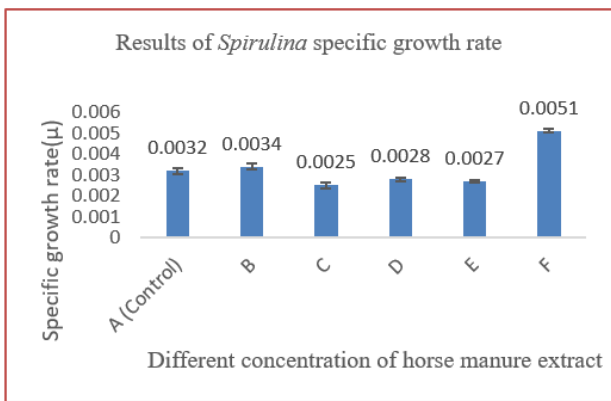 Results of Spirulina specific growth rate
Specific growth rate(μ)
0.006
0.005
0.004
0.003
0.002
0.001
0
0.0032
0.0034
0.0025
0.0028
0.0027
0.0051
A (Control)
B
C
D
E
F
Different concentration of horse manure extract